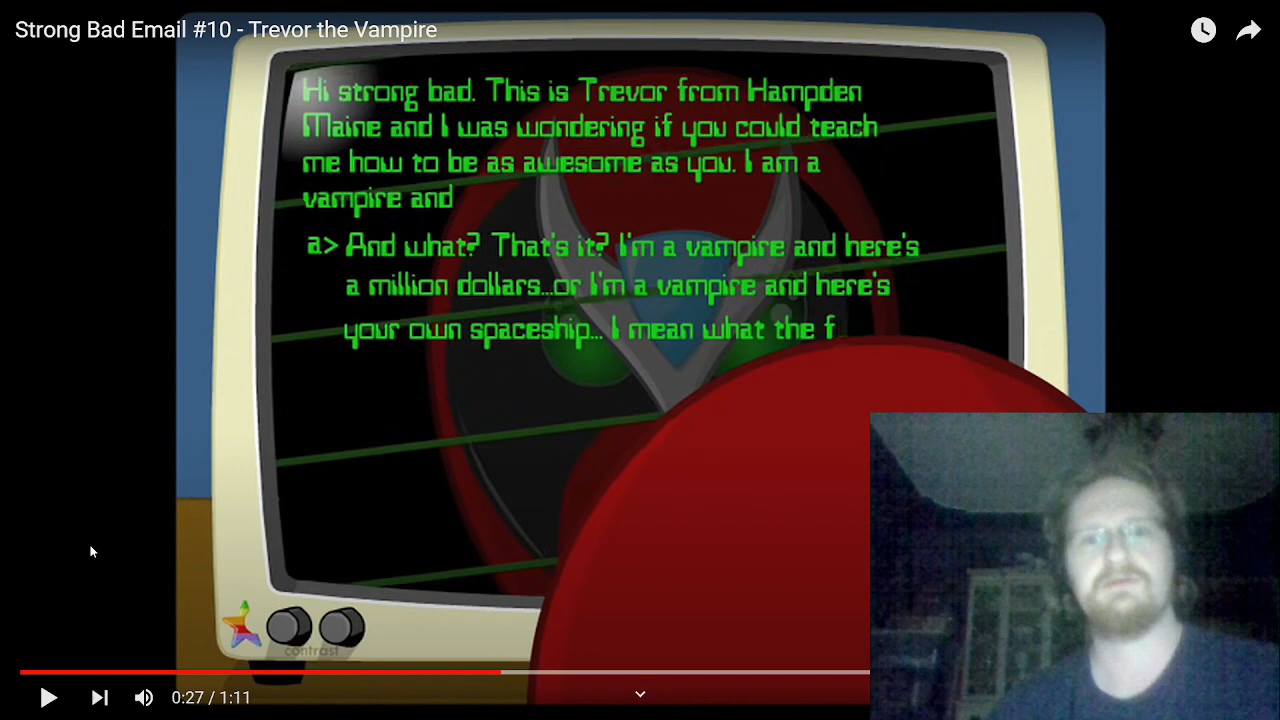 Strong Bad Email #10 - Trevor the Vampire
Hi strong bad. This is Trevor from Hampden
Maine and I was wondering if you could teach
me how to be as awesome as you. I am a
vampire and
a> And what? That's it? I'm a vampire and here's
a million dollars...or I'm a vampire and here's
your own spaceship... I mean what the f
contrast
0:27 / 1:11